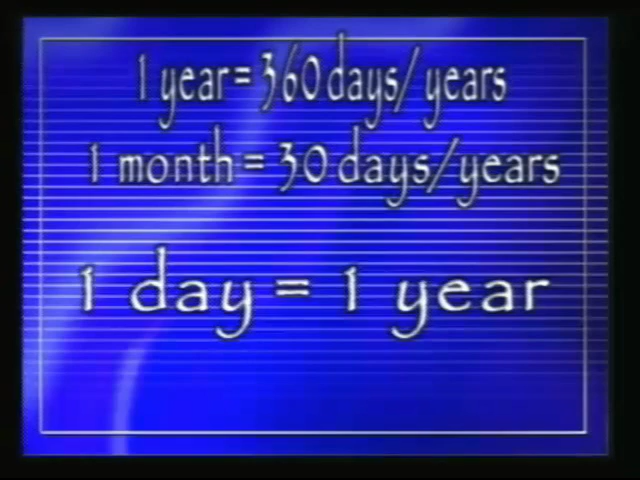 1 year = 360 days/ years
1 month = 30 days/years
1 day = 1 year